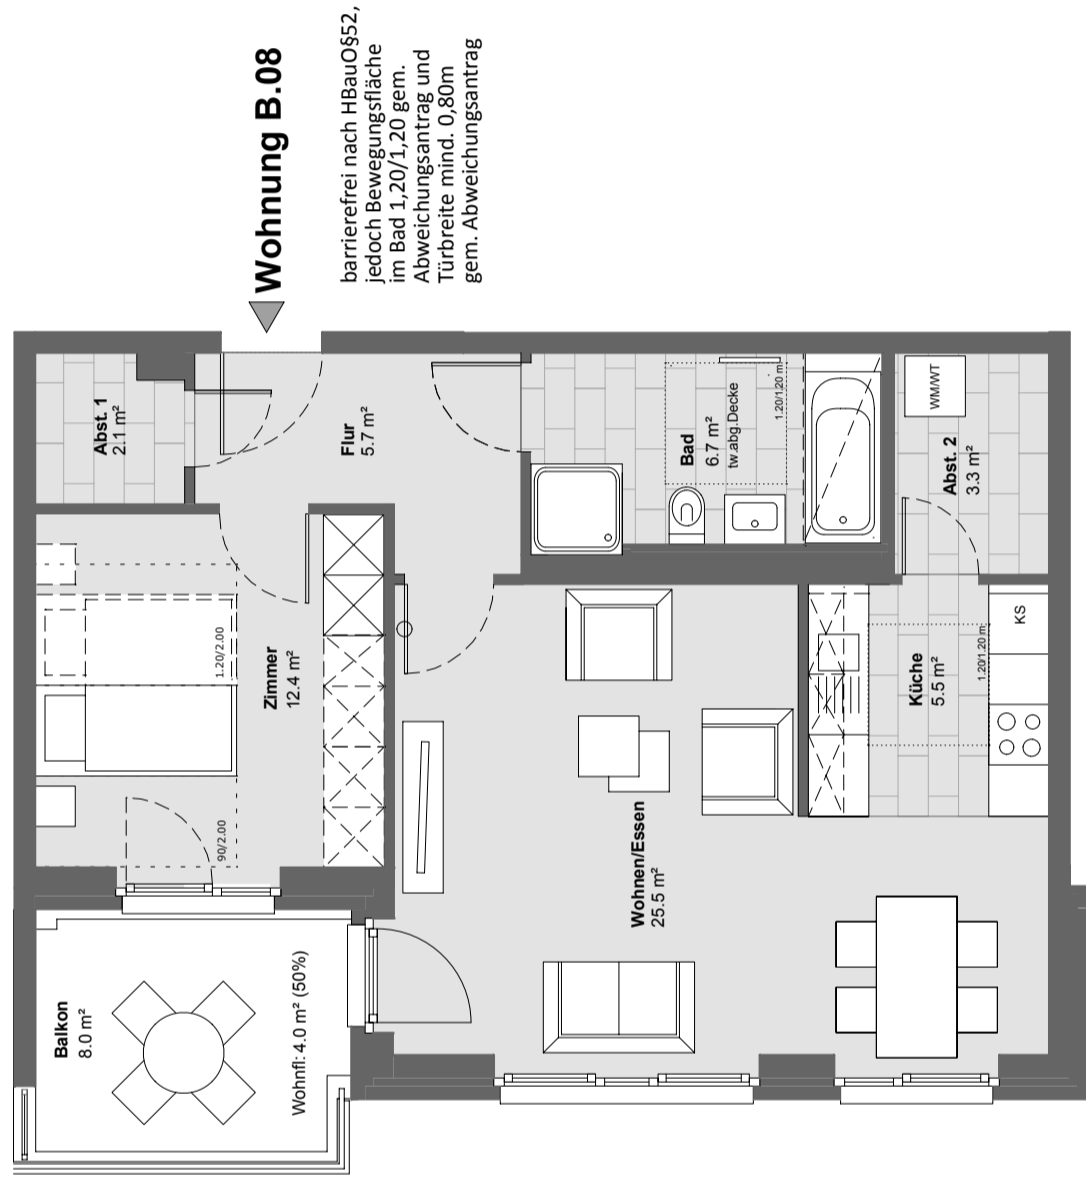 Wohnung B.08
barrierefrei nach HBauO§52,
jedoch Bewegungsfläche
im Bad 1,20/1,20 gem.
Abweichungsantrag und
Türbreite mind. 0,80m
gem. Abweichungsantrag
Abst. 1
2.1 m²
Flur
5.7 m²
Bad
6.7 m²
tw.abg.Decke
1.20/1.20 m
WM/WT
Abst. 2
3.3 m²
Zimmer
12.4 m²
1.20/2.00
90/2.00
Küche
5.5 m²
1.20/1.20 m
KS
Wohnen/Essen
25.5 m²
Balkon
8.0 m²
Wohnfl: 4.0 m² (50%)